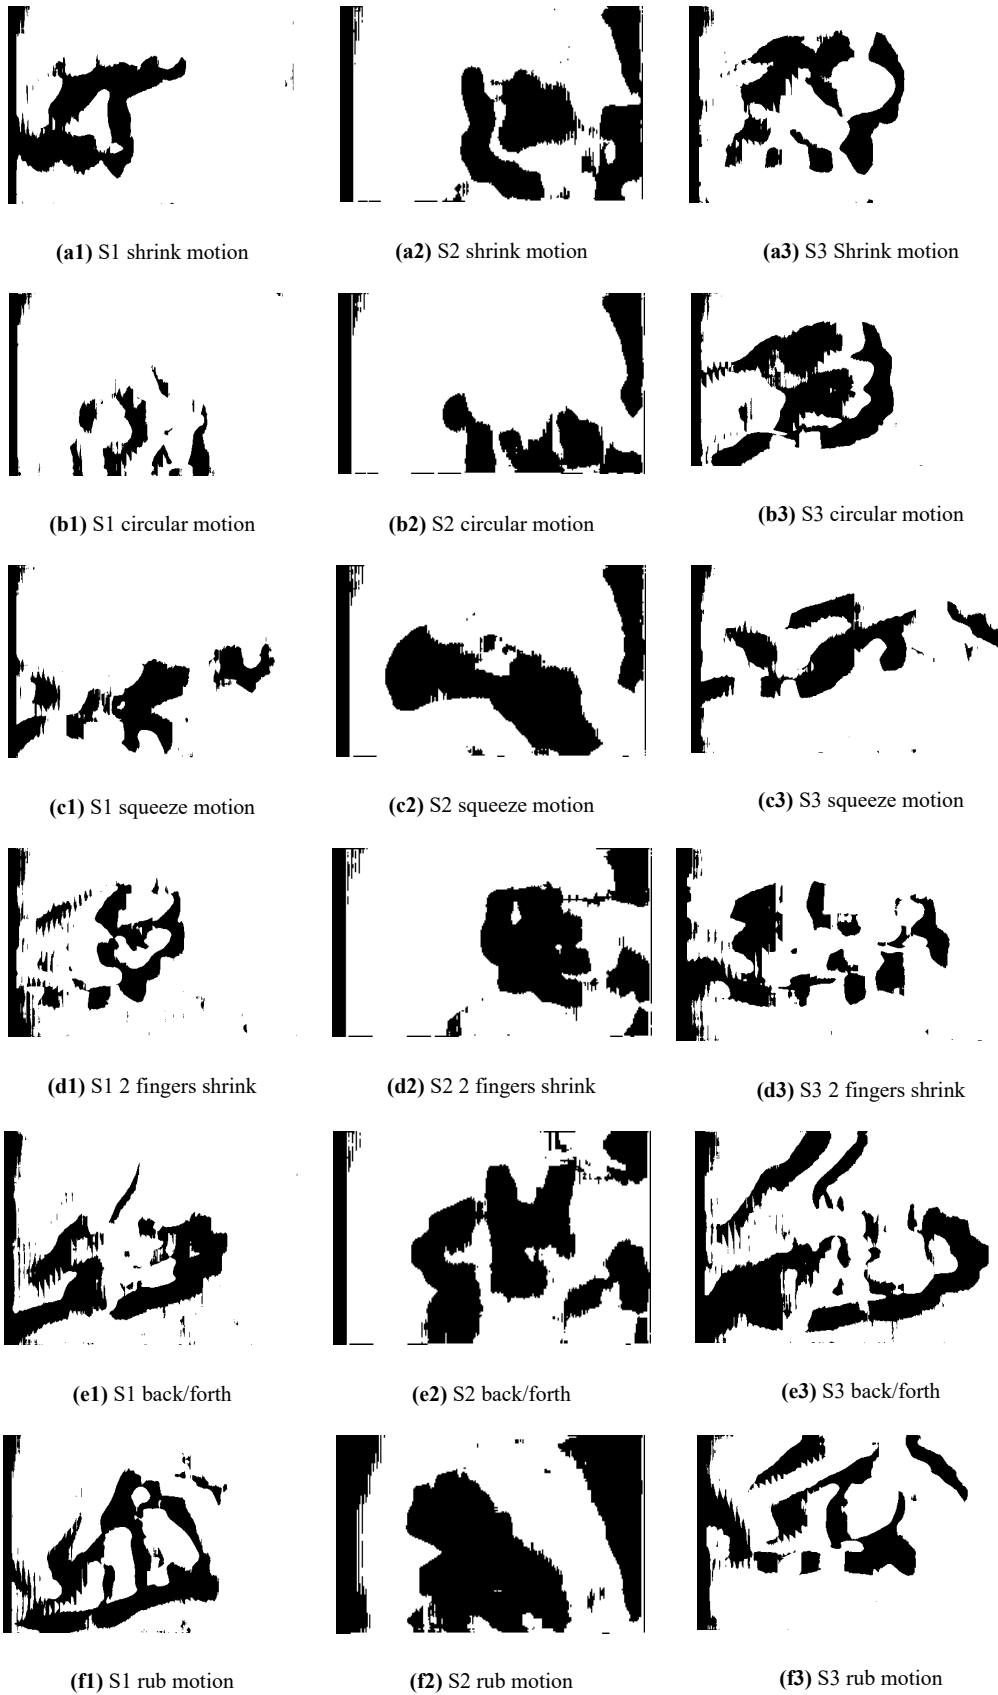 (a1) S1 shrink motion
(a2) S2 shrink motion
(a3) S3 Shrink motion
(b1) S1 circular motion
(b2) S2 circular motion
(b3) S3 circular motion
(c1) S1 squeeze motion
(c2) S2 squeeze motion
(c3) S3 squeeze motion
(d1) S1 2 fingers shrink
(d2) S2 2 fingers shrink
(d3) S3 2 fingers shrink
(e1) S1 back/forth
(e2) S2 back/forth
(e3) S3 back/forth
(f1) S1 rub motion
(f2) S2 rub motion
(f3) S3 rub motion